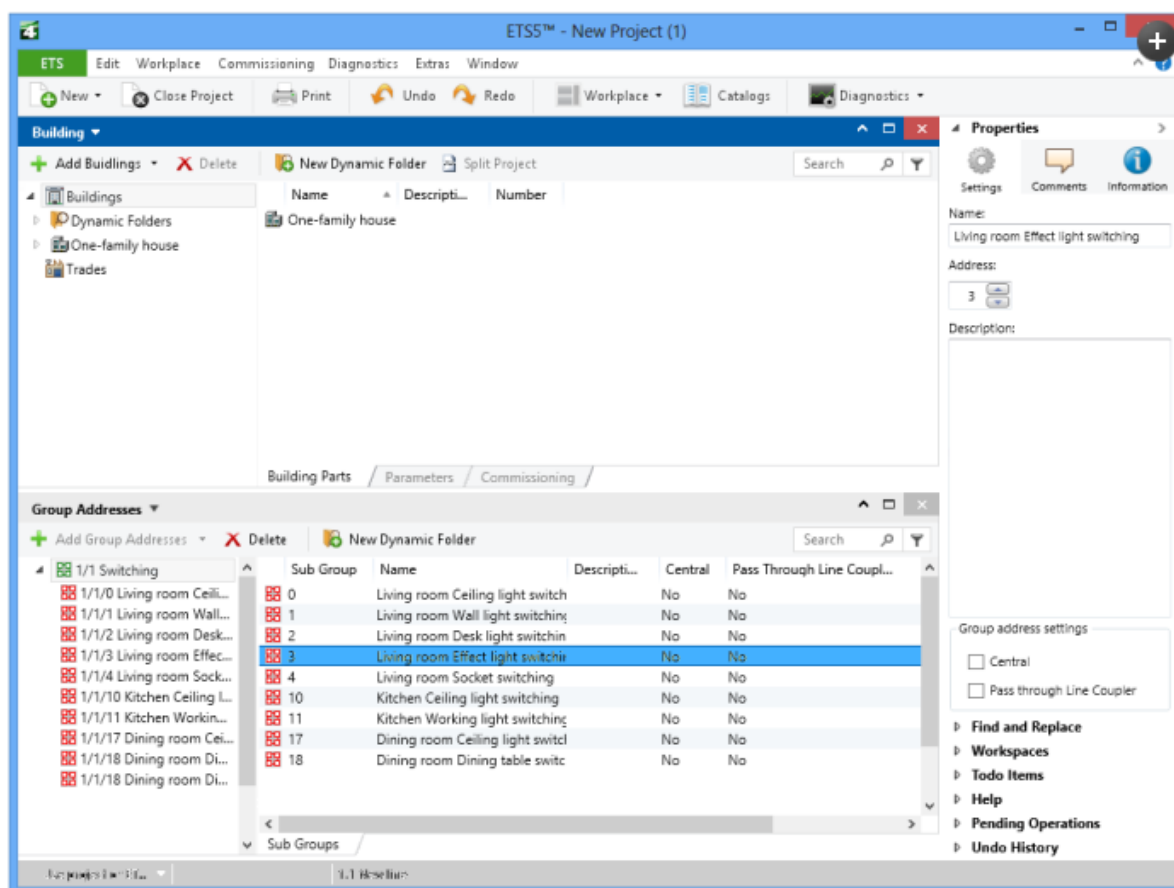 ETS5™ - New Project (1)
ETS Edit Workplace Commissioning Diagnostics Extras Window
New Close Project Print Undo Redo Workplace Catalogs Diagnostics
Building
Add Buidlings Delete New Dynamic Folder Split Project Search
Buildings
Dynamic Folders
One-family house
Trades
Name Descripti... Number
One-family house
Building Parts Parameters Commissioning
Group Addresses
Add Group Addresses Delete New Dynamic Folder Search
1/1 Switching
1/1/0 Living room Ceili...
1/1/1 Living room Wall...
1/1/2 Living room Desk...
1/1/3 Living room Effec...
1/1/4 Living room Sock...
1/1/10 Kitchen Ceiling l...
1/1/11 Kitchen Workin...
1/1/17 Dining room Cei...
1/1/18 Dining room Di...
1/1/18 Dining room Di...
Sub Group Name Descripti... Central Pass Through Line Coupl...
0 Living room Ceiling light switch No No
1 Living room Wall light switching No No
2 Living room Desk light switchin No No
3 Living room Effect light switchin No No
4 Living room Socket switching No No
10 Kitchen Ceiling light switching No No
11 Kitchen Working light switching No No
17 Dining room Ceiling light switcl No No
18 Dining room Dining table switc No No
Sub Groups
Properties
Settings Comments Information
Name:
Living room Effect light switching
Address:
3
Description:
Group address settings
Central
Pass through Line Coupler
Find and Replace
Workspaces
Todo Items
Help
Pending Operations
Undo History